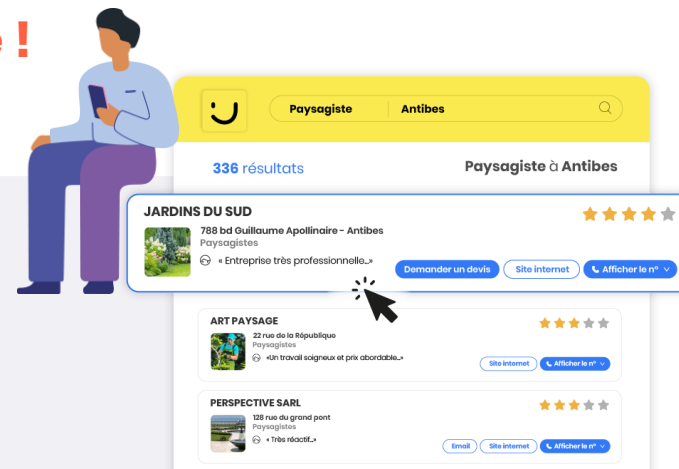 e !
Paysagiste Antibes
336 résultats Paysagiste à Antibes
JARDINS DU SUD
788 bd Guillaume Apollinaire - Antibes
Paysagistes
« Entreprise très professionnelle..»
Demander un devis Site internet Afficher le n°
ART PAYSAGE
22 rue de la République
Paysagistes
«Un travail soigneux et prix abordable..»
Site internet Afficher le n°
PERSPECTIVE SARL
128 rue du grand pont
Paysagistes
« Très réactif..»
Email Site internet Afficher le n°